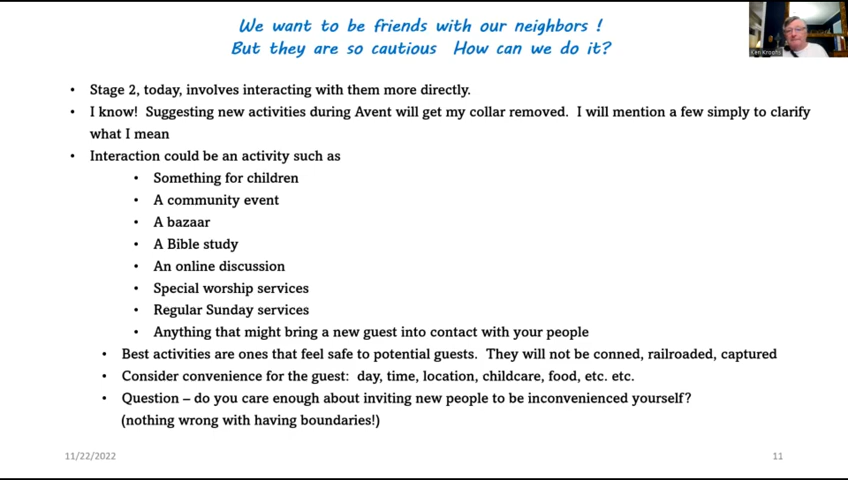 We want to be friends with our neighbors !
But they are so cautious How can we do it?
• Stage 2, today, involves interacting with them more directly.
• I know! Suggesting new activities during Avent will get my collar removed. I will mention a few simply to clarify
what I mean
• Interaction could be an activity such as
• Something for children
• A community event
• A bazaar
• A Bible study
• An online discussion
• Special worship services
• Regular Sunday services
• Anything that might bring a new guest into contact with your people
• Best activities are ones that feel safe to potential guests. They will not be conned, railroaded, captured
• Consider convenience for the guest: day, time, location, childcare, food, etc. etc.
• Question – do you care enough about inviting new people to be inconvenienced yourself?
(nothing wrong with having boundaries!)
11/22/2022
11